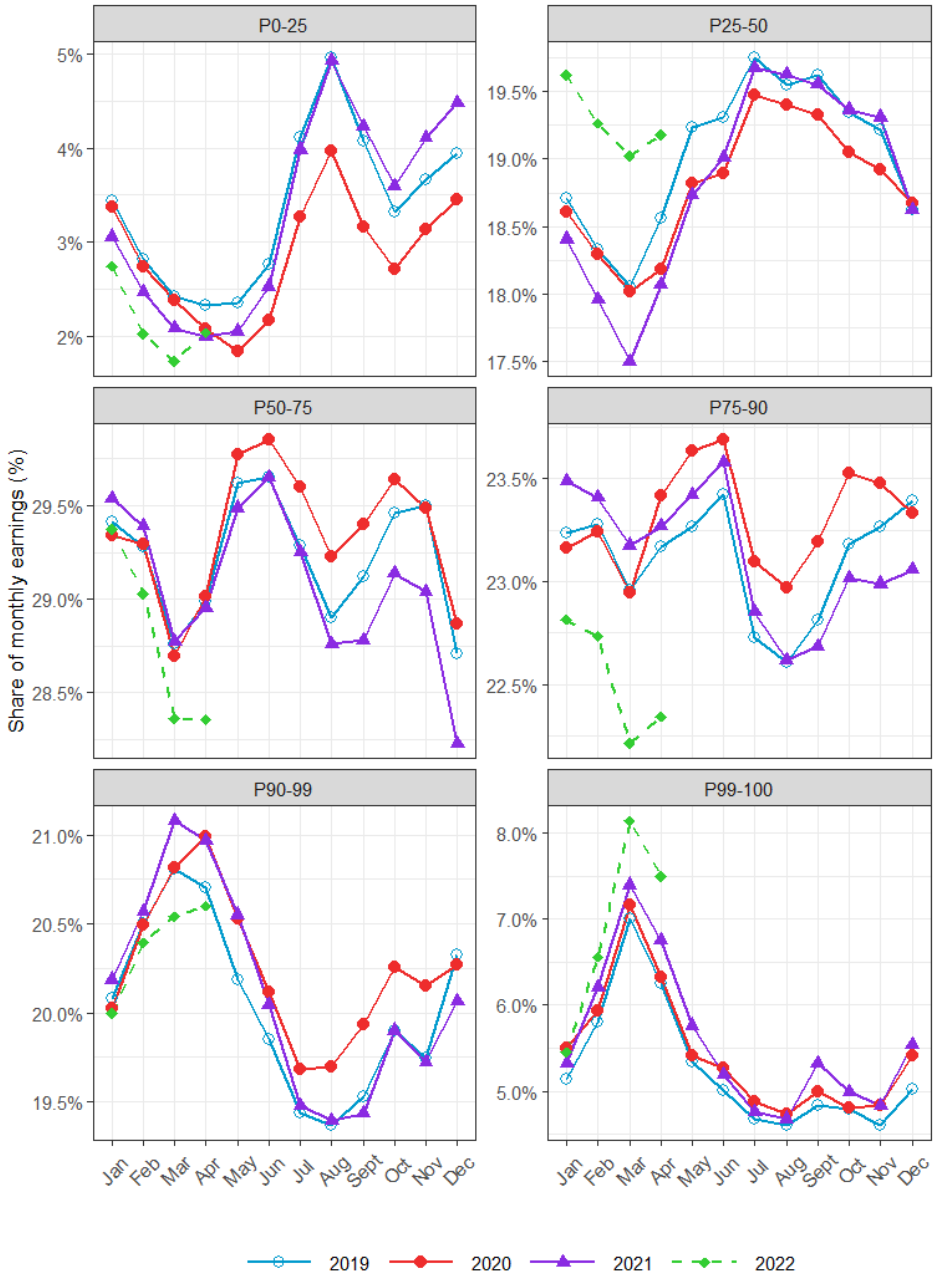 P0-25
P25-50
5%
4%
3%
2%
19.5%
19.0%
18.5%
18.0%
17.5%
P50-75
P75-90
Share of monthly earnings (%)
29.5%
29.0%
28.5%
23.5%
23.0%
22.5%
P90-99
P99-100
21.0%
20.5%
20.0%
19.5%
8.0%
7.0%
6.0%
5.0%
Jan Feb Mar Apr May Jun Jul Aug Sept Oct Nov Dec
Jan Feb Mar Apr May Jun Jul Aug Sept Oct Nov Dec
2019 2020 2021 2022